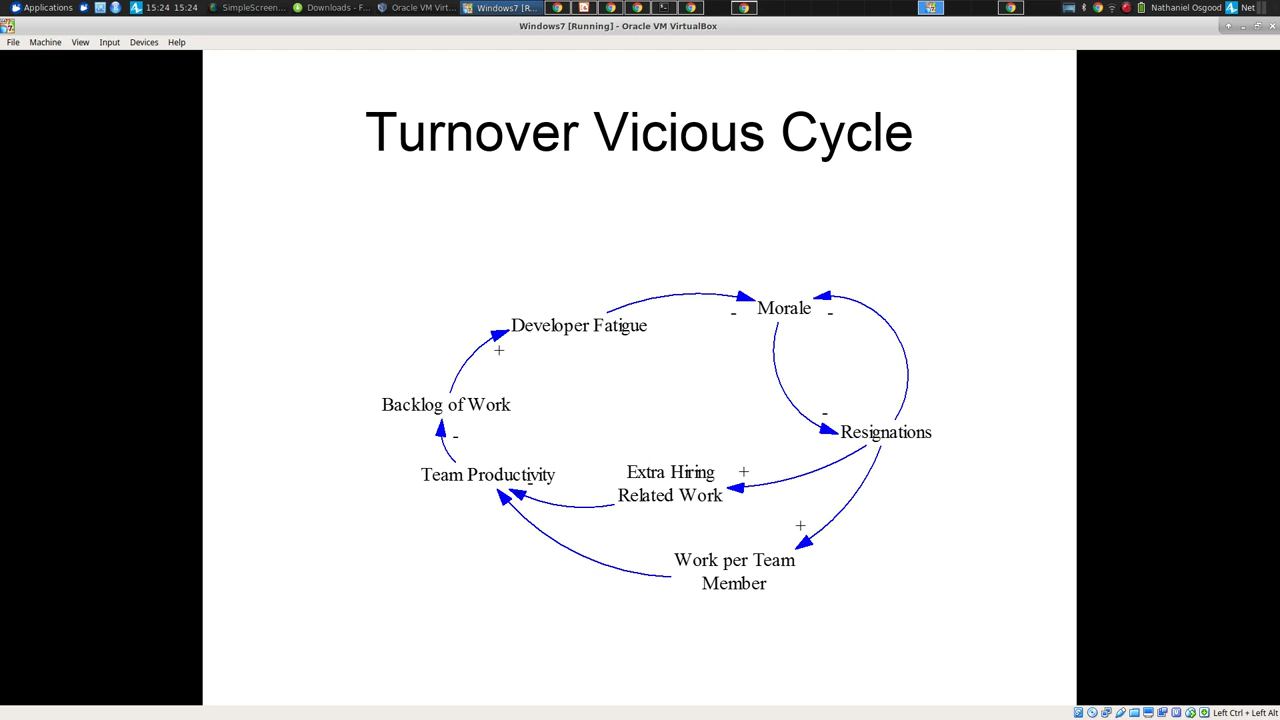 Applications 15:24 15:24 SimpleScreen... Downloads - F... Oracle VM Virt... Windows7 [R... Nathaniel Osgood Net
Windows7 [Running] - Oracle VM VirtualBox
File Machine View Input Devices Help
Turnover Vicious Cycle
Developer Fatigue
Morale
- -
+
Backlog of Work
-
-
Resignations
Team Productivity
-
Extra Hiring
Related Work
+
+
Work per Team
Member
Left Ctrl + Left Alt